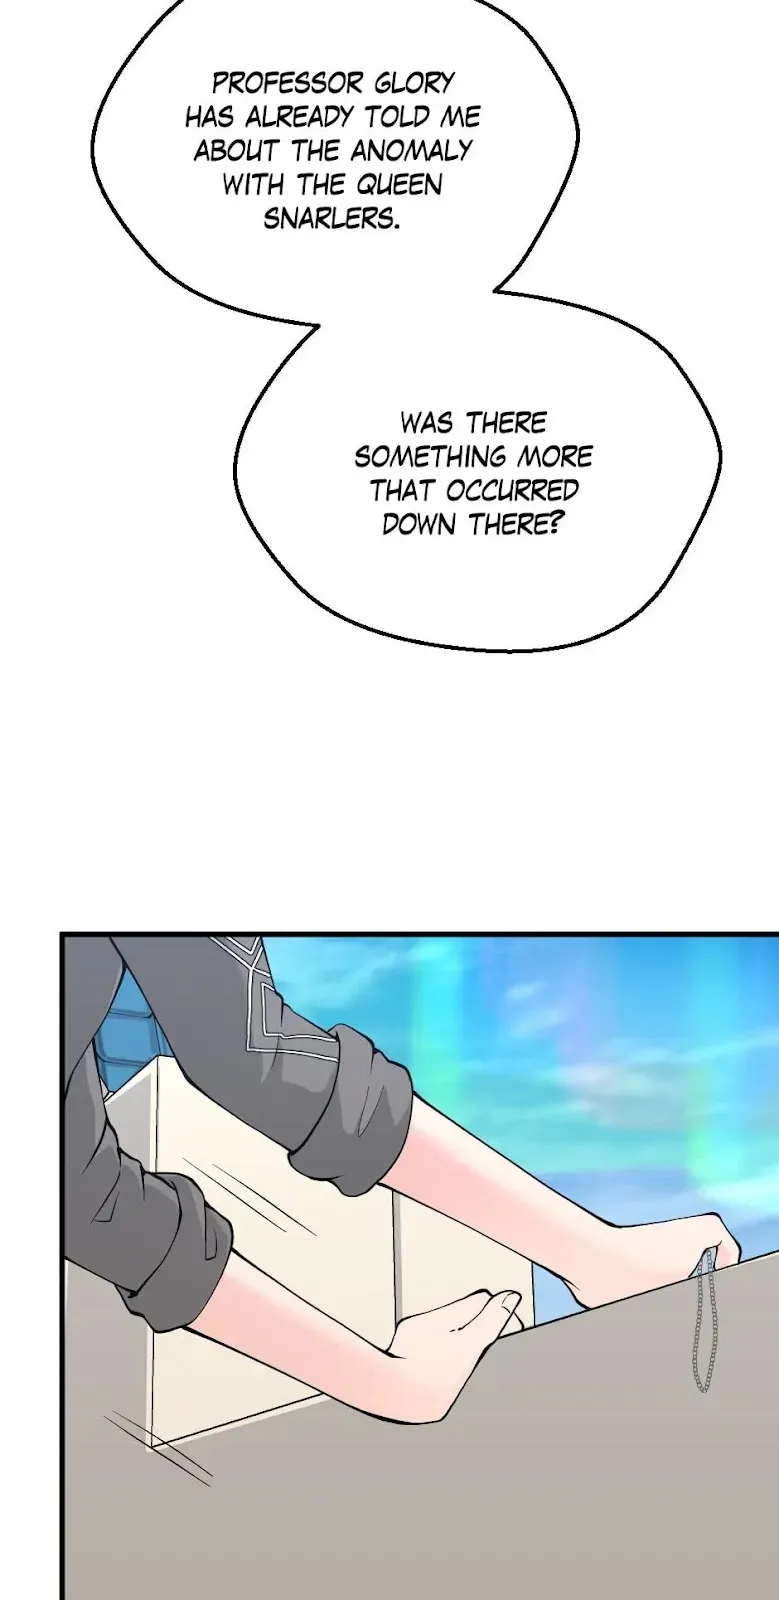 PROFESSOR GLORY
HAS ALREADY TOLD ME
ABOUT THE ANOMALY
WITH THE QUEEN
SNARLERS.
WAS THERE
SOMETHING MORE
THAT OCCURRED
DOWN THERE?